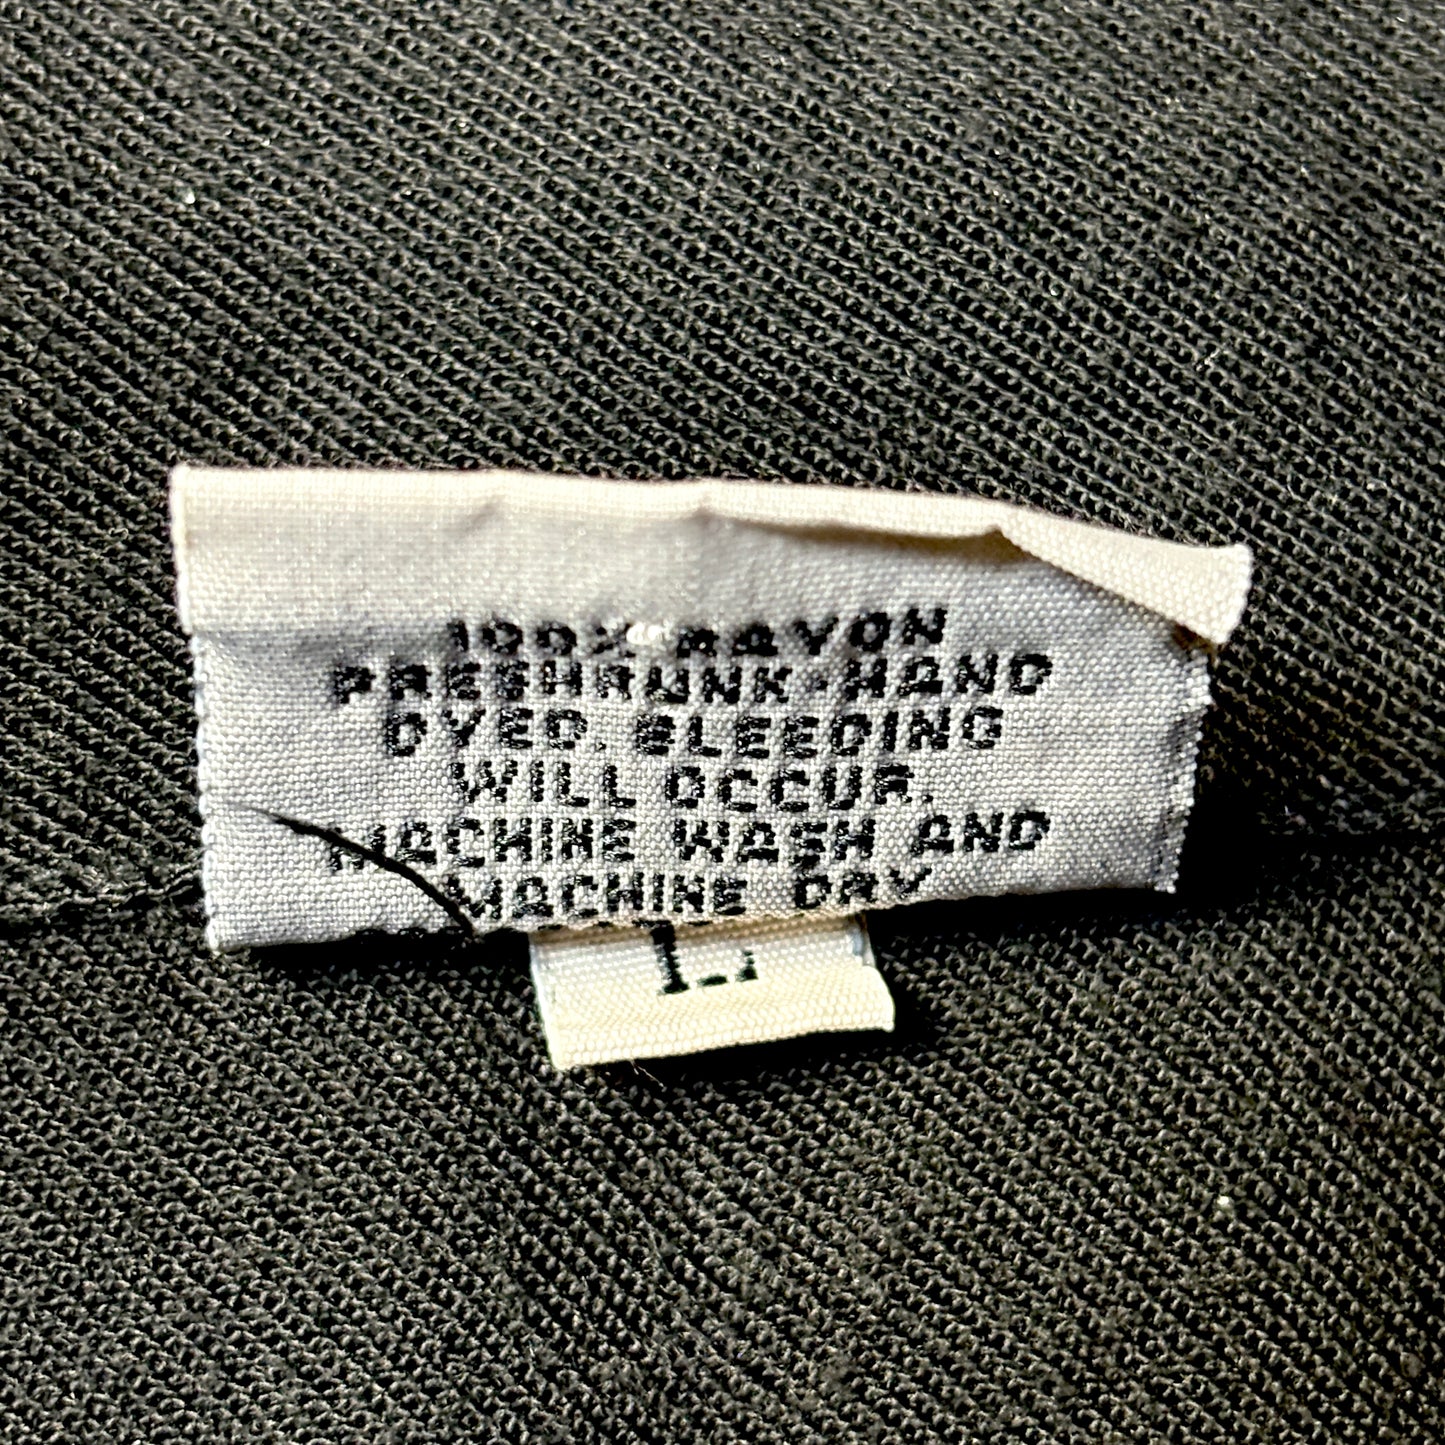 100% RAYON
PRESHRUNK-HAND
DYED. BLEEDING
WILL OCCUR.
MACHINE WASH AND
MACHINE DRY
L